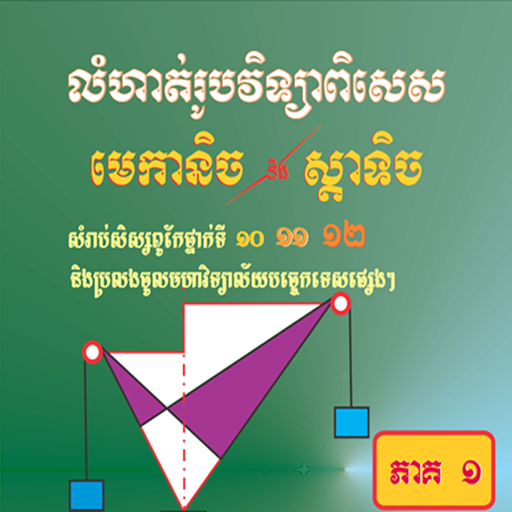 លំហាត់រូបវិទ្យាពិសេស
មេកានិច និង ស្តាទិច
សំរាប់សិស្សពូកែថ្នាក់ទី ១០ ១១ ១២
និងប្រលងចូលមហាវិទ្យាល័យបច្ចេកទេសផ្សេងៗ
ភាគ ១